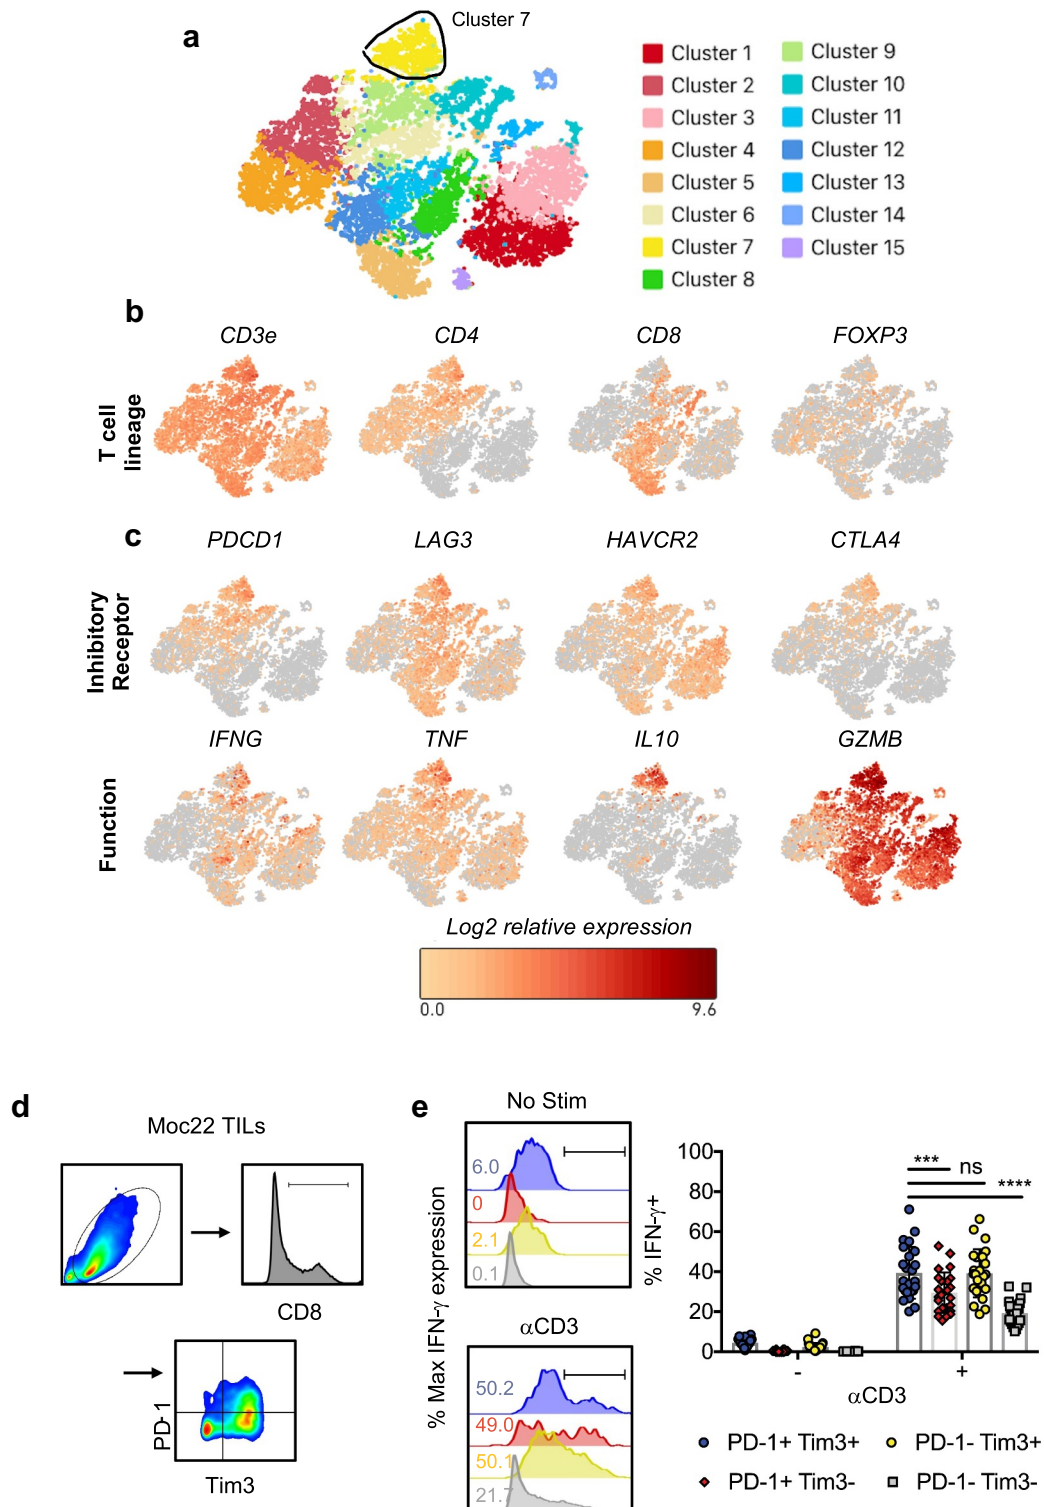 a
Cluster 7
Cluster 1
Cluster 2
Cluster 3
Cluster 4
Cluster 5
Cluster 6
Cluster 7
Cluster 8
Cluster 9
Cluster 10
Cluster 11
Cluster 12
Cluster 13
Cluster 14
Cluster 15
b
CD3e CD4 CD8 FOXP3
T cell
lineage
c
PDCD1 LAG3 HAVCR2 CTLA4
Inhibitory
Receptor
IFNG TNF IL10 GZMB
Function
Log2 relative expression
0.0 9.6
d
Moc22 TILs
CD8
PD-1
Tim3
e
No Stim
6.0
0
2.1
0.1
% Max IFN-γ expression
αCD3
50.2
49.0
50.1
21.7
% IFN-γ+
100
80
60
40
20
0
*** ns
****
- +
αCD3
PD-1+ Tim3+ PD-1- Tim3+
PD-1+ Tim3- PD-1- Tim3-